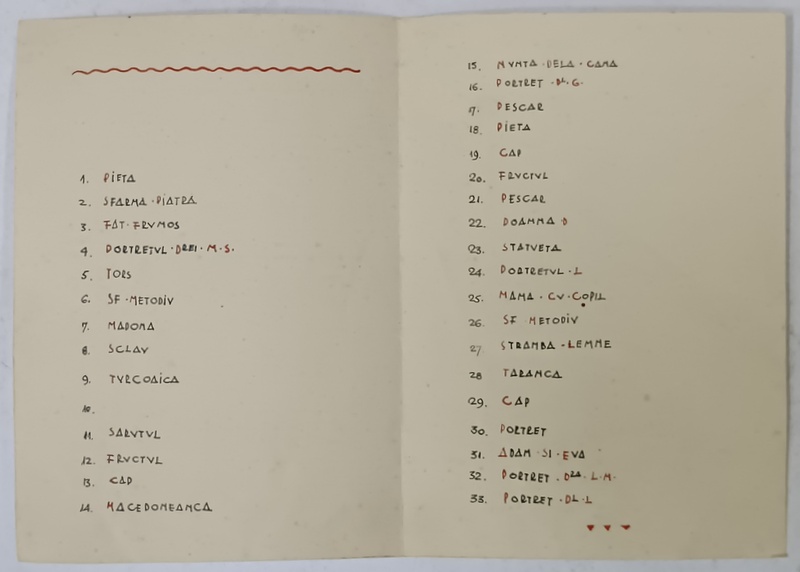 1. PIETA
2. SFARMA · PIATRA
3. FAT · FRVMOS
4. PORTRETVL · DREI · M · S.
5. TORS
6. SF · METODIV
7. MADONA
8. SCLAV
9. TVRCOAICA
10.
11. SARVTVL
12. FRVCTVL
13. CAP
14. MACEDONEANCA
15. NVNTA · DELA · CANA
16. PORTRET · DL · G ·
17. PESCAR
18. PIETA
19. CAP
20. FRVCTVL
21. PESCAR
22. DOAMNA D
23. STATVETA
24. PORTRETVL · L
25. MAMA · CV · COPIL
26. SF METODIV
27 STRAMBA · LEMNE
28 TARANCA
29. CAP
30. PORTRET
31. ADAM · SI · EVA
32. PORTRET · DRA · L · M ·
33. PORTRET · DL · L